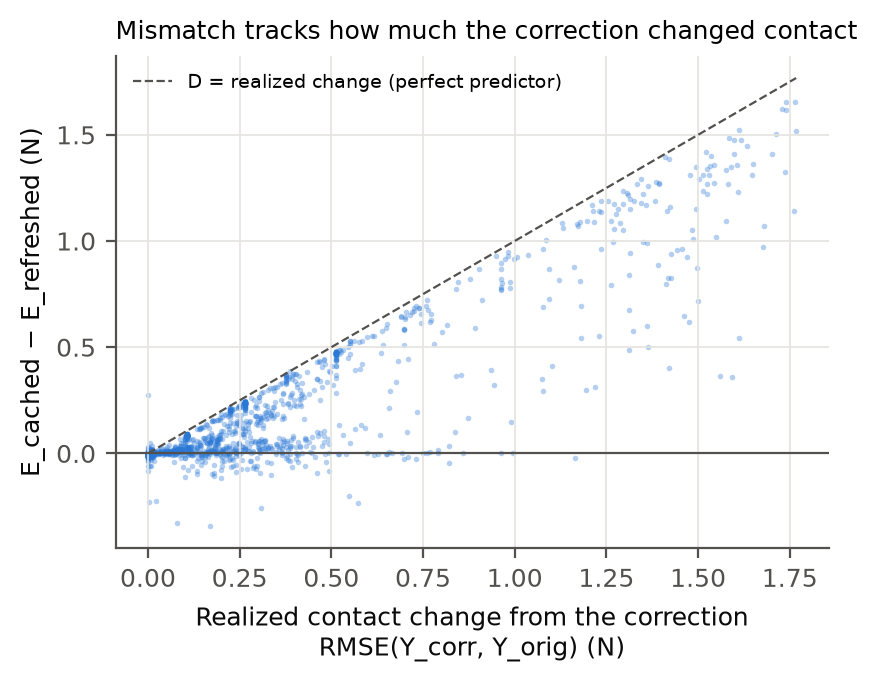 Mismatch tracks how much the correction changed contact
D = realized change (perfect predictor)
E_cached − E_refreshed (N)
1.5
1.0
0.5
0.0
0.00 0.25 0.50 0.75 1.00 1.25 1.50 1.75
Realized contact change from the correction
RMSE(Y_corr, Y_orig) (N)